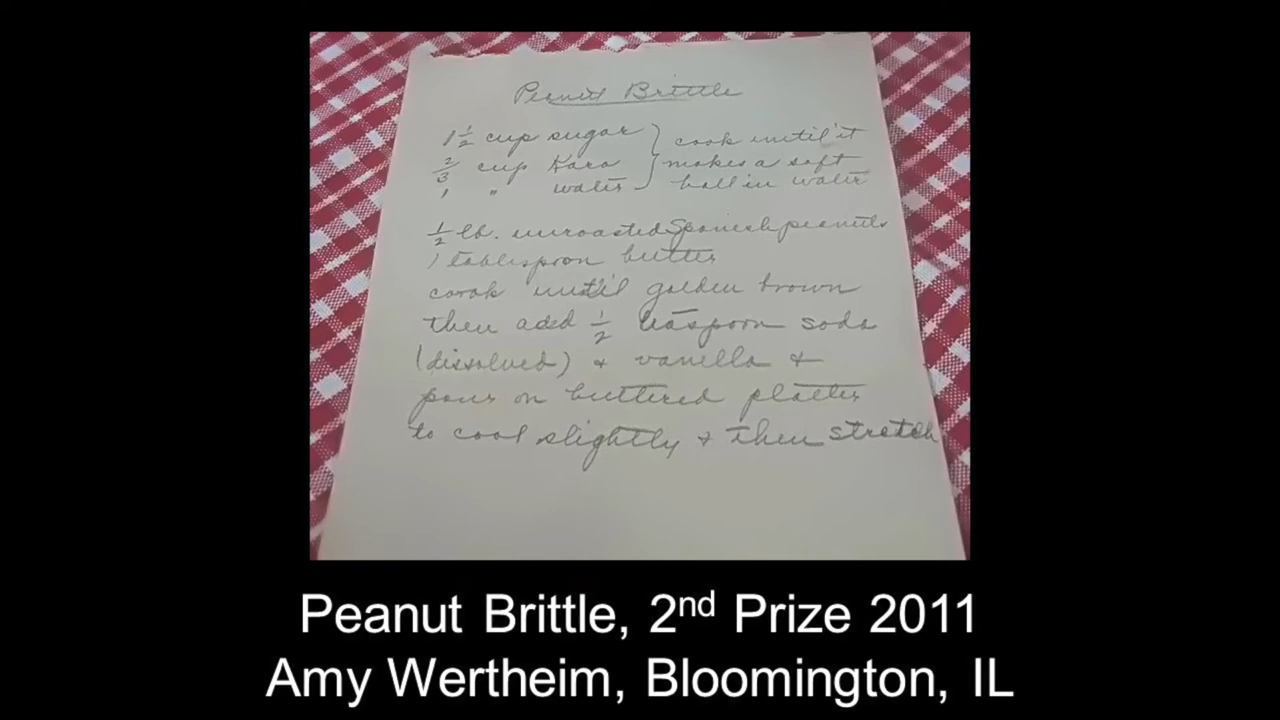 Peanut Brittle
1 1/2 cup sugar } cook until it
2/3 cup Karo } makes a soft
1 " water } ball in water
1/2 lb. unroasted Spanish peanuts
1 tablespoon butter
cook until golden brown
then aded 1/2 teaspoon soda
(dissolved) & vanilla &
pour on buttered platter
to cool slightly & then stretch
Peanut Brittle, 2nd Prize 2011
Amy Wertheim, Bloomington, IL